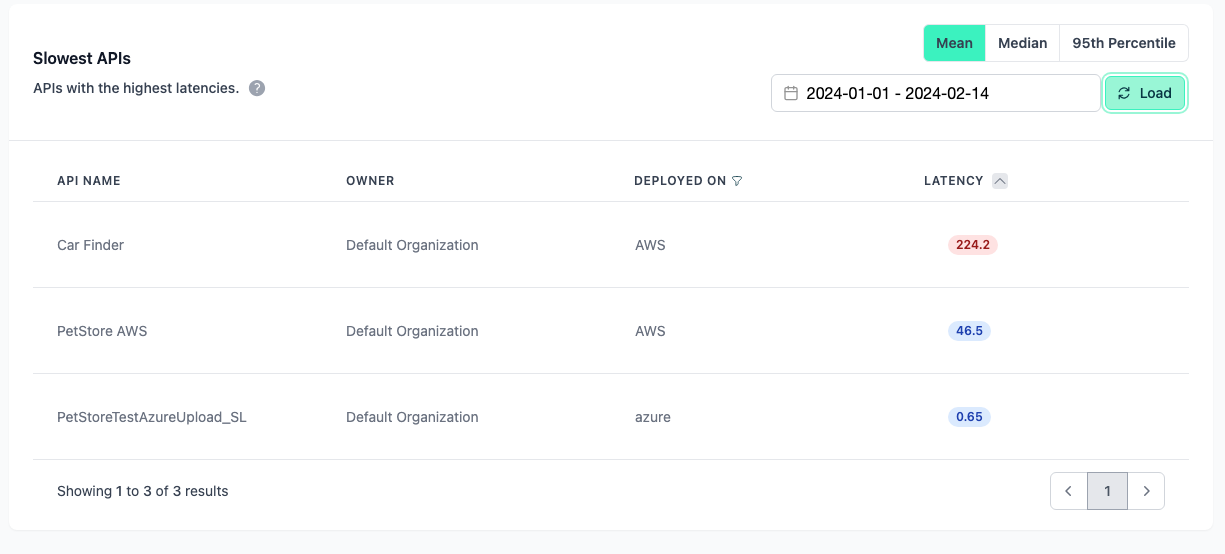 Slowest APIs
APIs with the highest latencies. ?
Mean Median 95th Percentile
2024-01-01 - 2024-02-14 Load
API NAME OWNER DEPLOYED ON LATENCY
Car Finder Default Organization AWS 224.2
PetStore AWS Default Organization AWS 46.5
PetStoreTestAzureUpload_SL Default Organization azure 0.65
Showing 1 to 3 of 3 results 1